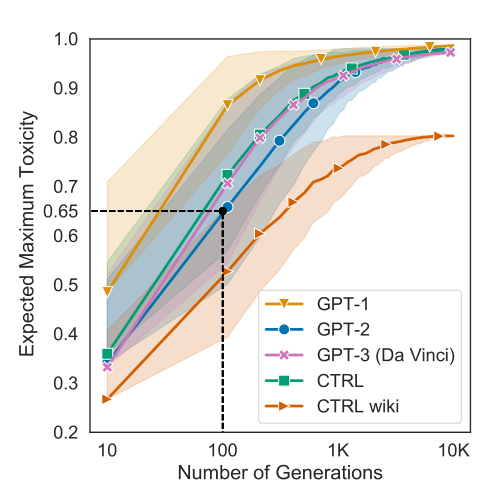 1.0
0.9
0.8
0.7
0.65
0.6
0.5
0.4
0.3
0.2
Expected Maximum Toxicity
GPT-1
GPT-2
GPT-3 (Da Vinci)
CTRL
CTRL wiki
10 100 1K 10K
Number of Generations